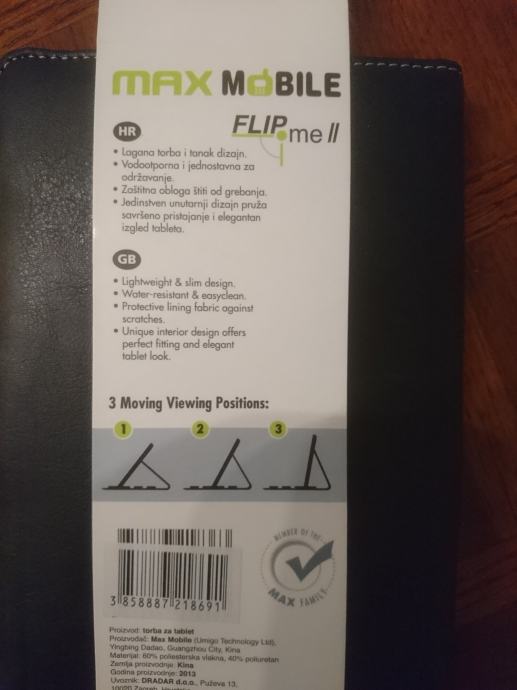 MAX MOBILE
FLIP.me II
HR
• Lagana torba i tanak dizajn.
• Vodootporna i jednostavna za
održavanje.
• Zaštitna obloga štiti od grebanja.
• Jedinstven unutarnji dizajn pruža
savršeno pristajanje i elegantan
izgled tableta.
GB
• Lightweight & slim design.
• Water-resistant & easyclean.
• Protective lining fabric against
scratches.
• Unique interior design offers
perfect fitting and elegant
tablet look.
3 Moving Viewing Positions:
1 2 3
MEMBER OF THE
MAX FAMILY
3 858887 218691
Proizvod: torba za tablet
Proizvođač: Max Mobile (Umigo Technology Ltd),
Yingbing Dadao, Guangzhou City, Kina
Materijal: 60% poliesterska vlakna, 40% poliuretan
Zemlja proizvodnje: Kina
Godina proizvodnje: 2013
Uvoznik: DRADAR d.o.o., Puževa 13,
10020 Zagreb, Hrvatska